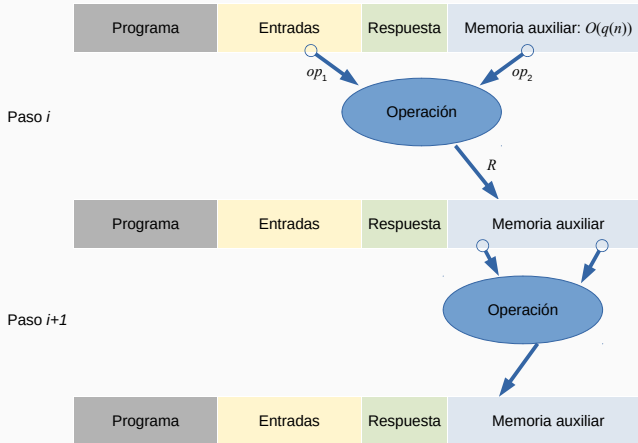 Programa Entradas Respuesta Memoria auxiliar: O(q(n))
op₁ op₂
Paso i
Operación
R
Programa Entradas Respuesta Memoria auxiliar
Operación
Paso i+1
Programa Entradas Respuesta Memoria auxiliar